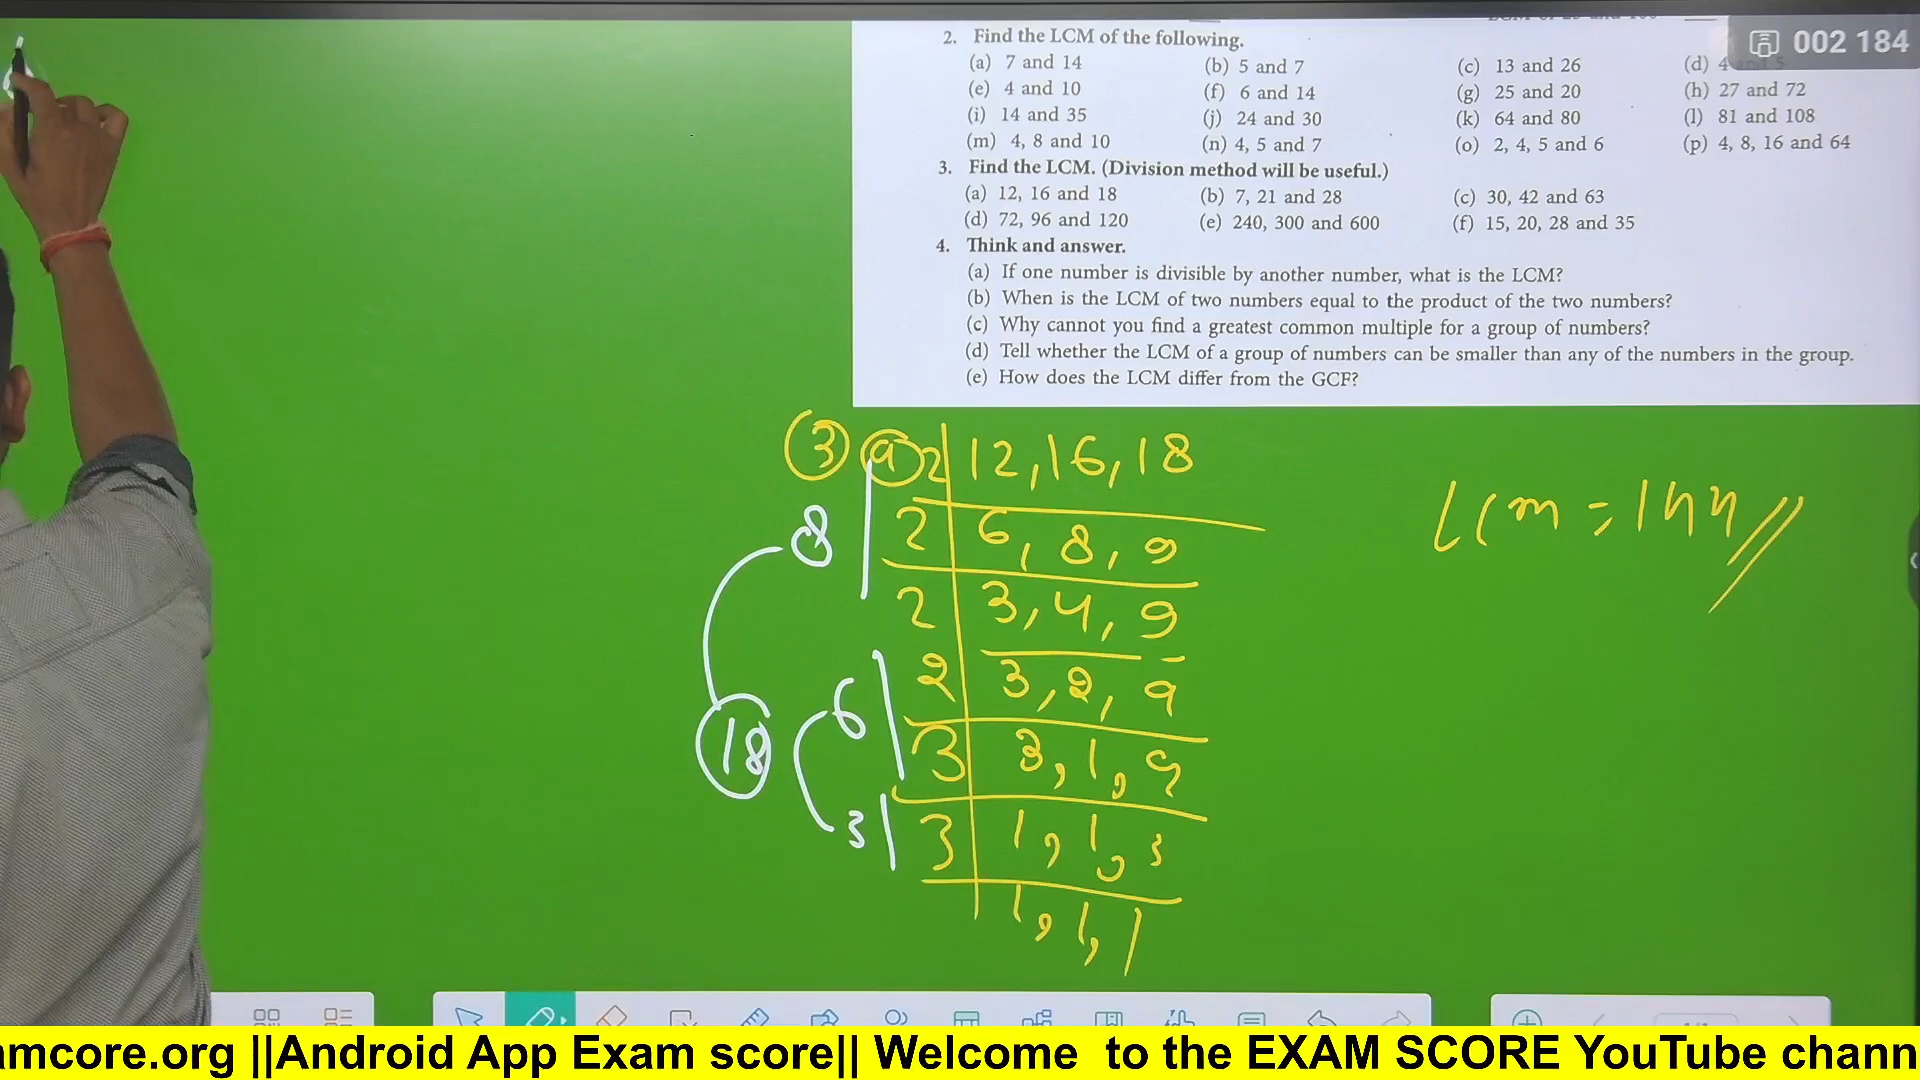 002 184
2. Find the LCM of the following.
(a) 7 and 14 (b) 5 and 7 (c) 13 and 26 (d) 4 and 5
(e) 4 and 10 (f) 6 and 14 (g) 25 and 20 (h) 27 and 72
(i) 14 and 35 (j) 24 and 30 (k) 64 and 80 (l) 81 and 108
(m) 4, 8 and 10 (n) 4, 5 and 7 (o) 2, 4, 5 and 6 (p) 4, 8, 16 and 64
3. Find the LCM. (Division method will be useful.)
(a) 12, 16 and 18 (b) 7, 21 and 28 (c) 30, 42 and 63
(d) 72, 96 and 120 (e) 240, 300 and 600 (f) 15, 20, 28 and 35
4. Think and answer.
(a) If one number is divisible by another number, what is the LCM?
(b) When is the LCM of two numbers equal to the product of the two numbers?
(c) Why cannot you find a greatest common multiple for a group of numbers?
(d) Tell whether the LCM of a group of numbers can be smaller than any of the numbers in the group.
(e) How does the LCM differ from the GCF?
3 a 2 12, 16, 18
8 2 6, 8, 9
LCM = 144
2 3, 4, 9
6 2 3, 2, 9
18 3 3, 1, 9
3 3 1, 1, 3
1, 1, 1
amcore.org ||Android App Exam score|| Welcome to the EXAM SCORE YouTube chann